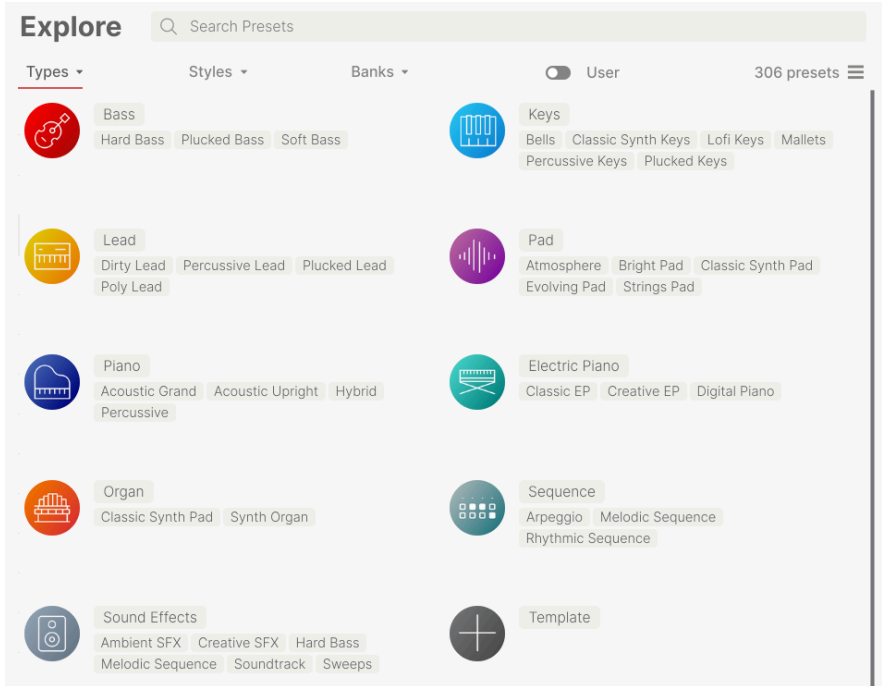 Explore
Search Presets
Types
Styles
Banks
User
306 presets
Bass
Hard Bass Plucked Bass Soft Bass
Keys
Bells Classic Synth Keys Lofi Keys Mallets
Percussive Keys Plucked Keys
Lead
Dirty Lead Percussive Lead Plucked Lead
Poly Lead
Pad
Atmosphere Bright Pad Classic Synth Pad
Evolving Pad Strings Pad
Piano
Acoustic Grand Acoustic Upright Hybrid
Percussive
Electric Piano
Classic EP Creative EP Digital Piano
Organ
Classic Synth Pad Synth Organ
Sequence
Arpeggio Melodic Sequence
Rhythmic Sequence
Sound Effects
Ambient SFX Creative SFX Hard Bass
Melodic Sequence Soundtrack Sweeps
Template